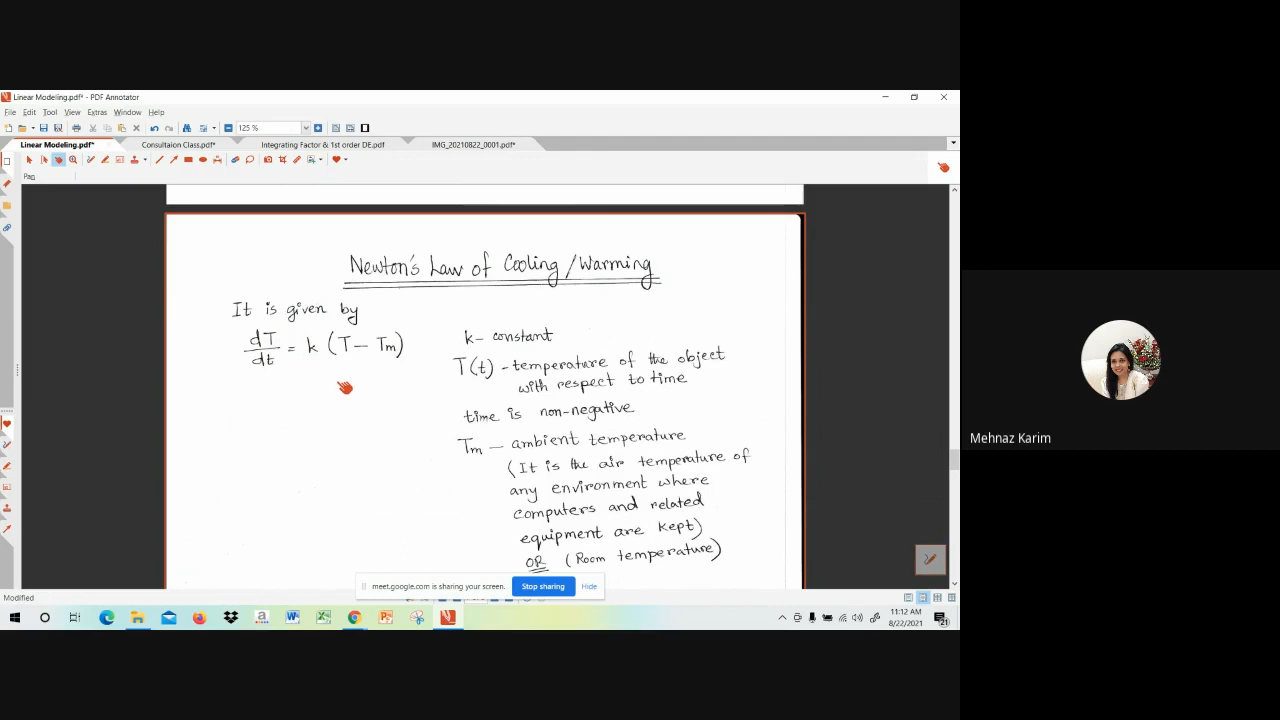 Linear Modeling.pdf* - PDF Annotator
File Edit Tool View Extras Window Help
125 %
Linear Modeling.pdf* Consultaion Class.pdf* Integrating Factor & 1st order DE.pdf IMG_20210822_0001.pdf*
Pan
Newton's Law of Cooling/Warming
It is given by
dT/dt = k (T - Tm)
k - constant
T(t) - temperature of the object
with respect to time
time is non-negative
Tm - ambient temperature
(It is the air temperature of
any environment where
computers and related
equipment are kept)
OR (Room temperature)
Mehnaz Karim
meet.google.com is sharing your screen. Stop sharing Hide
Modified
11:12 AM
8/22/2021
21